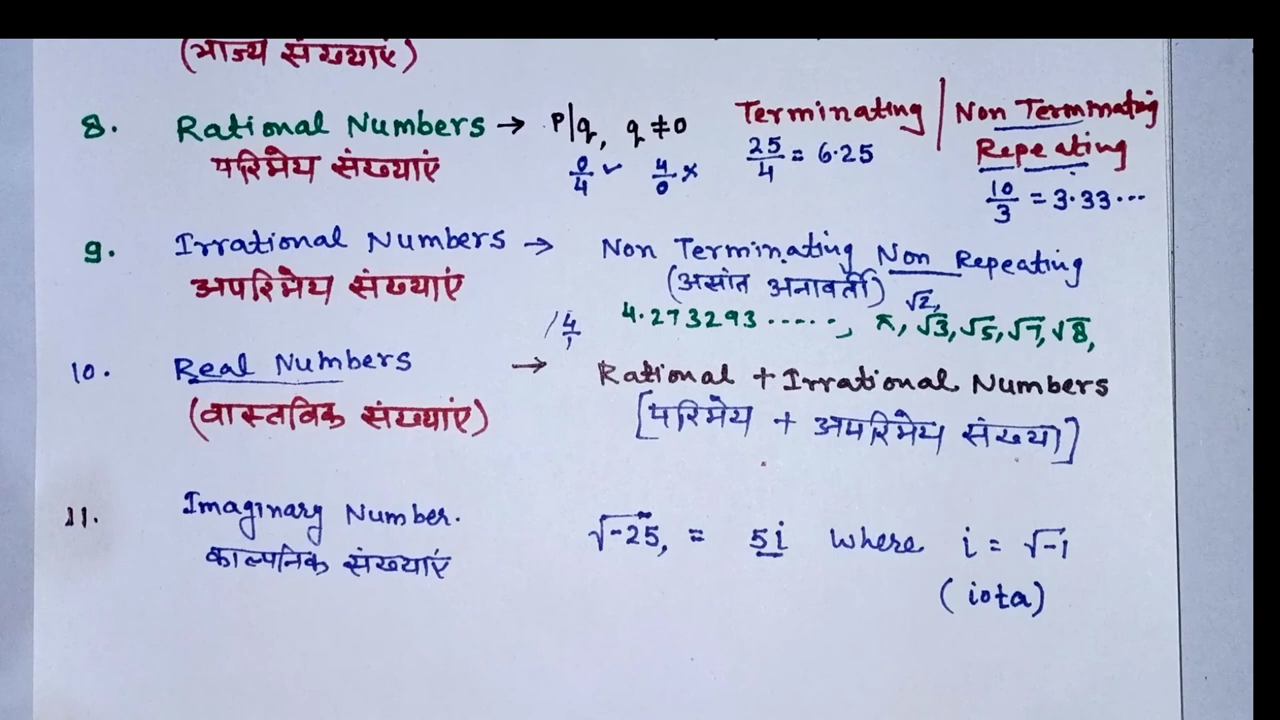 (भाज्य संख्याएं)
8. Rational Numbers → P/q, q ≠ 0 Terminating / Non Terminating Repeating
परिमेय संख्याएं 0/4 ✓ 4/0 × 25/4 = 6.25 10/3 = 3.33...
9. Irrational Numbers → Non Terminating Non Repeating
अपरिमेय संख्याएं (असांत अनावर्ती) √2,
4.273293....., π, √3, √5, √7, √8,
10. Real Numbers → Rational + Irrational Numbers
(वास्तविक संख्याएं) [परिमेय + अपरिमेय संख्या]
11. Imaginary Number. √-25, = 5i where i = √-1
काल्पनिक संख्याएं (iota)